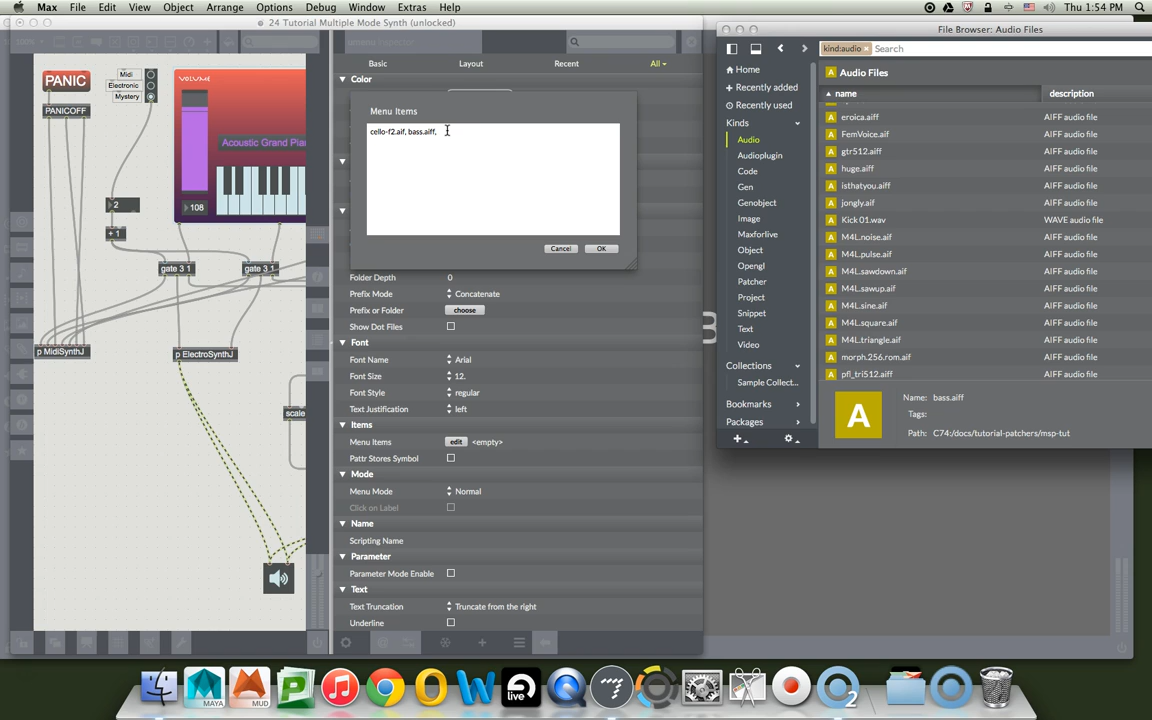 Max File Edit View Object Arrange Options Debug Window Extras Help
Thu 1:54 PM
24 Tutorial Multiple Mode Synth (unlocked)
File Browser: Audio Files
PANIC
PANICOFF
Midi
Electronic
Mystery
2
+ 1
VOLUME
Acoustic Grand Pian
108
gate 3 1
gate 3 1
p MidiSynthJ
p ElectroSynthJ
scale
Basic Layout Recent All
Color
Menu Items
cello-f2.aif, bass.aiff,
Cancel OK
Folder Depth 0
Prefix Mode Concatenate
Prefix or Folder choose
Show Dot Files
Font
Font Name Arial
Font Size 12.
Font Style regular
Text Justification left
Items
Menu Items edit <empty>
Pattr Stores Symbol
Mode
Menu Mode Normal
Click on Label
Name
Scripting Name
Parameter
Parameter Mode Enable
Text
Text Truncation Truncate from the right
Underline
kind:audio Search
Home
Recently added
Recently used
Kinds
Audio
Audioplugin
Code
Gen
Genobject
Image
Maxforlive
Object
Opengl
Patcher
Project
Snippet
Text
Video
Collections
Sample Collect...
Bookmarks
Packages
Audio Files
name description
eroica.aiff AIFF audio file
FemVoice.aif AIFF audio file
gtr512.aiff AIFF audio file
huge.aiff AIFF audio file
isthatyou.aiff AIFF audio file
jongly.aif AIFF audio file
Kick 01.wav WAVE audio file
M4L.noise.aif AIFF audio file
M4L.pulse.aif AIFF audio file
M4L.sawdown.aif AIFF audio file
M4L.sawup.aif AIFF audio file
M4L.sine.aif AIFF audio file
M4L.square.aif AIFF audio file
M4L.triangle.aif AIFF audio file
morph.256.rom.aif AIFF audio file
pfl_tri512.aiff AIFF audio file
A
Name: bass.aiff
Tags:
Path: C74:/docs/tutorial-patchers/msp-tut
MAYA
MUD
live
2